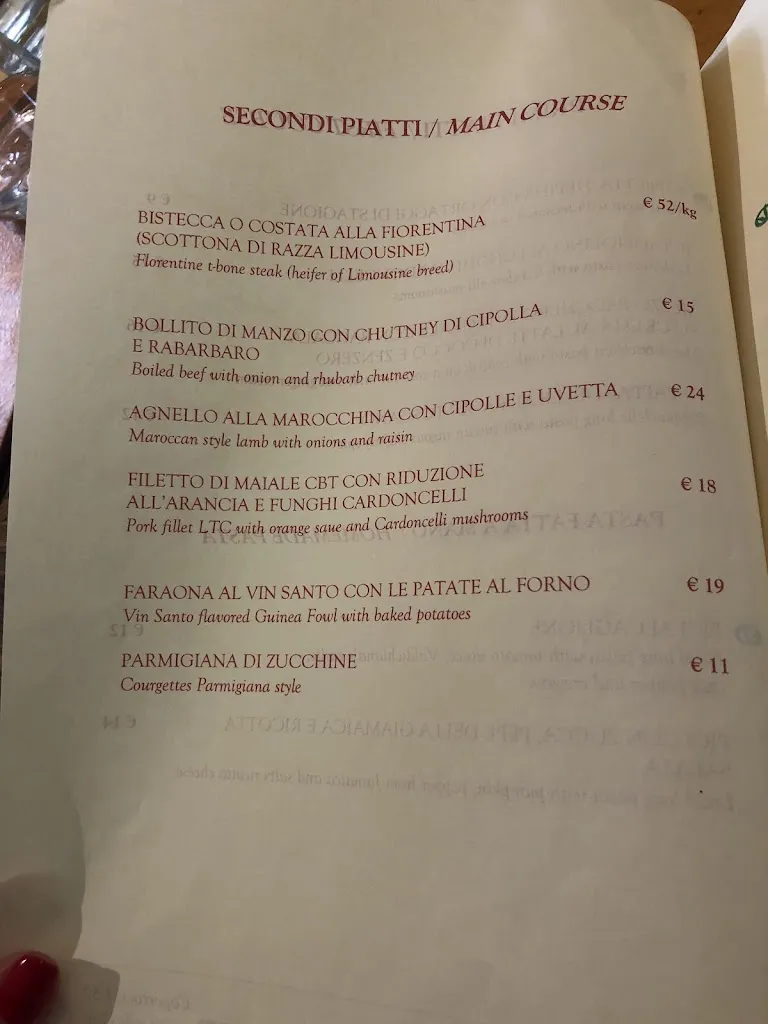 SECONDI PIATTI / MAIN COURSE
BISTECCA O COSTATA ALLA FIORENTINA € 52/kg
(SCOTTONA DI RAZZA LIMOUSINE)
Florentine t-bone steak (heifer of Limousine breed)
BOLLITO DI MANZO CON CHUTNEY DI CIPOLLA € 15
E RABARBARO
Boiled beef with onion and rhubarb chutney
AGNELLO ALLA MAROCCHINA CON CIPOLLE E UVETTA € 24
Maroccan style lamb with onions and raisin
FILETTO DI MAIALE CBT CON RIDUZIONE € 18
ALL'ARANCIA E FUNGHI CARDONCELLI
Pork fillet LTC with orange saue and Cardoncelli mushrooms
FARAONA AL VIN SANTO CON LE PATATE AL FORNO € 19
Vin Santo flavored Guinea Fowl with baked potatoes
PARMIGIANA DI ZUCCHINE € 11
Courgettes Parmigiana style